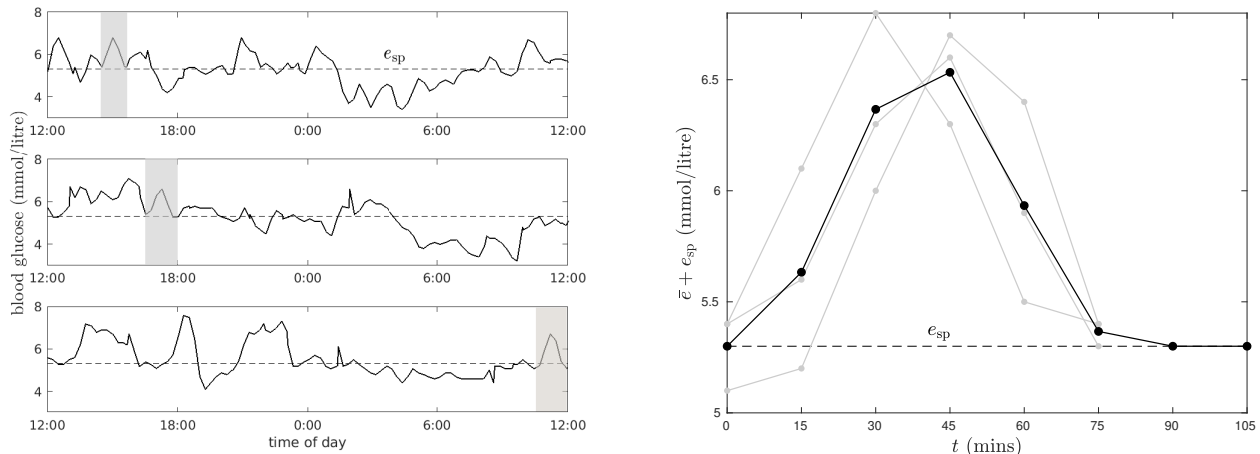 8
6
4
e_sp
12:00 18:00 0:00 6:00 12:00
8
6
4
12:00 18:00 0:00 6:00 12:00
8
6
4
12:00 18:00 0:00 6:00 12:00
time of day
blood glucose (mmol/litre)
6.5
6
5.5
5
e_sp
0 15 30 45 60 75 90 105
t (mins)
ē + e_sp (mmol/litre)